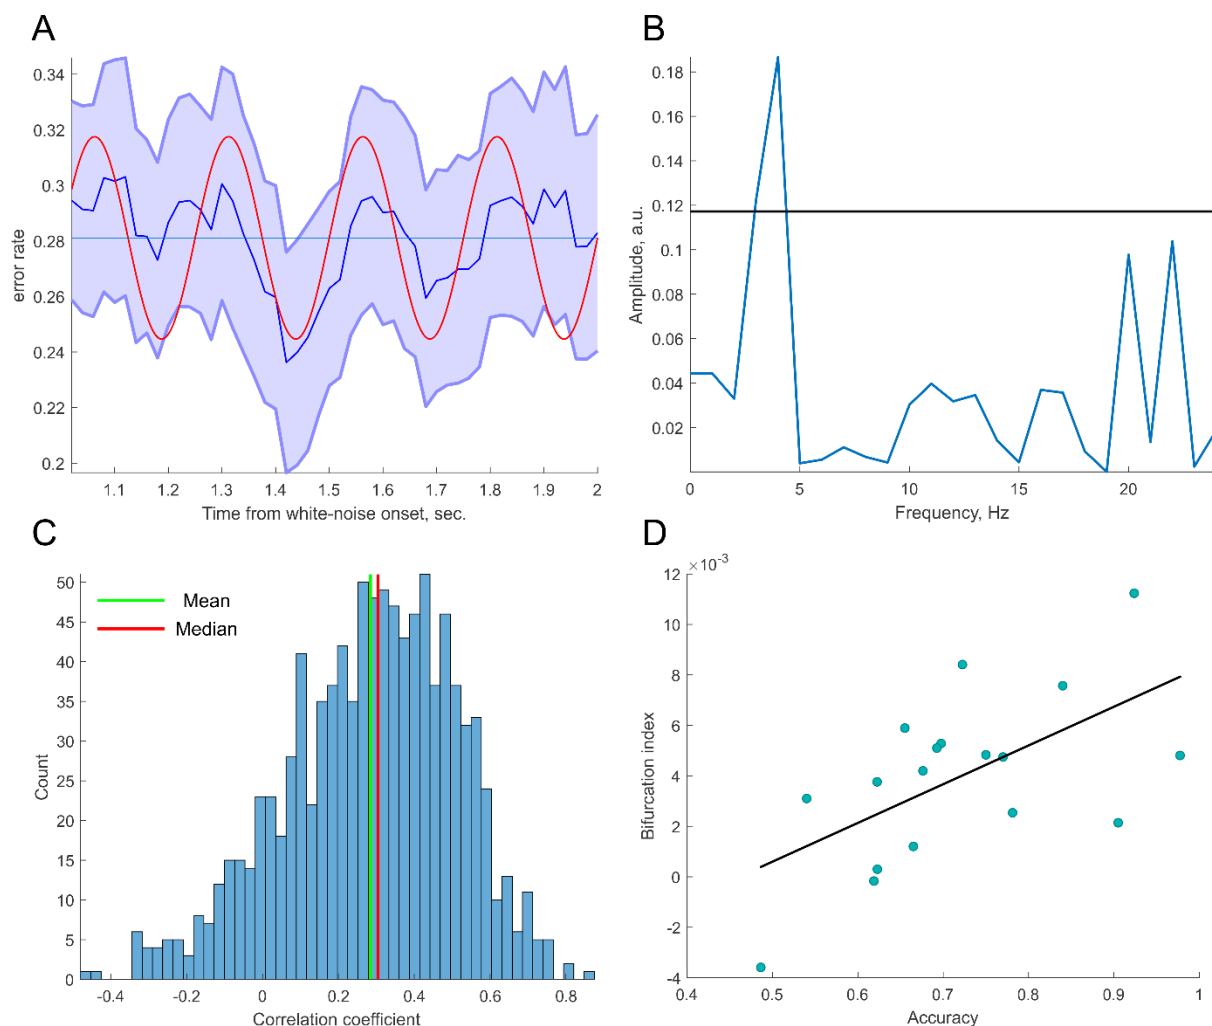 A
error rate
0.34
0.32
0.3
0.28
0.26
0.24
0.22
0.2
1.1 1.2 1.3 1.4 1.5 1.6 1.7 1.8 1.9 2
Time from white-noise onset, sec.
B
Amplitude, a.u.
0.18
0.16
0.14
0.12
0.1
0.08
0.06
0.04
0.02
0 5 10 15 20
Frequency, Hz
C
Count
50
45
40
35
30
25
20
15
10
5
0
Mean
Median
-0.4 -0.2 0 0.2 0.4 0.6 0.8
Correlation coefficient
D
×10⁻³
Bifurcation index
12
10
8
6
4
2
0
-2
-4
0.4 0.5 0.6 0.7 0.8 0.9 1
Accuracy